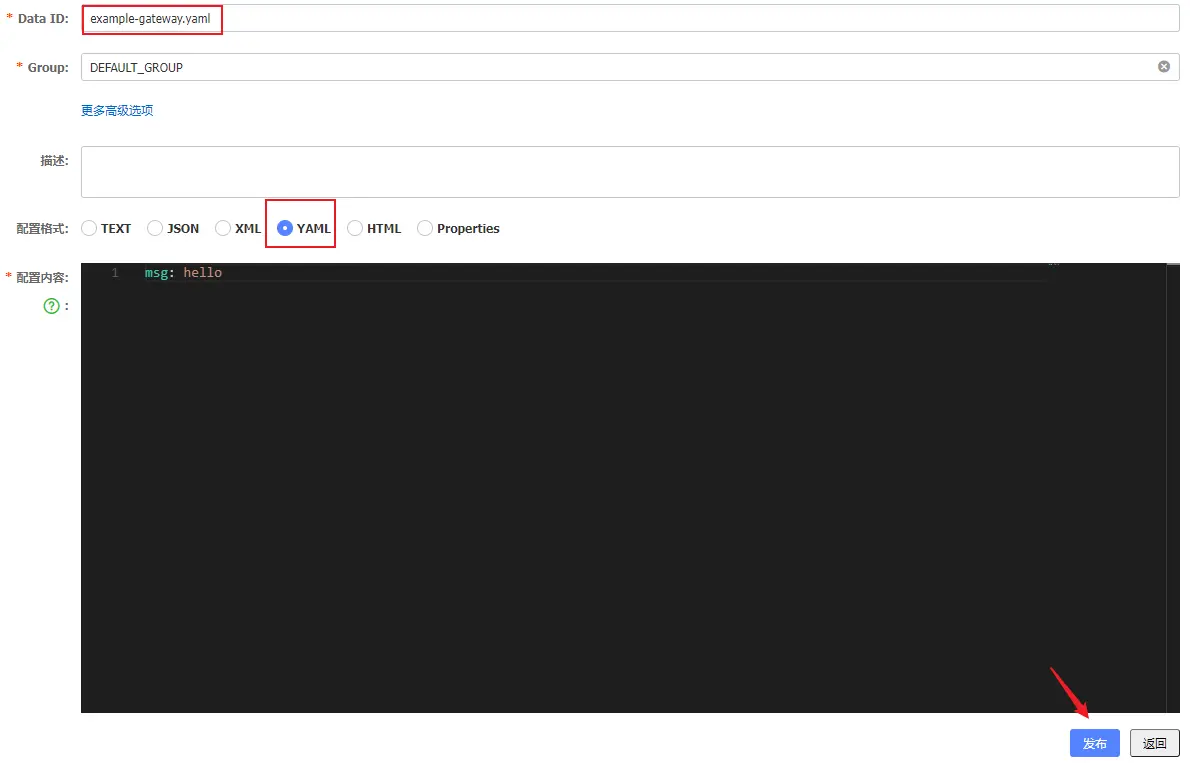 * Data ID: example-gateway.yaml
* Group: DEFAULT_GROUP
更多高级选项
描述:
配置格式: TEXT JSON XML YAML HTML Properties
* 配置内容: 1 msg: hello
? :
发布 返回